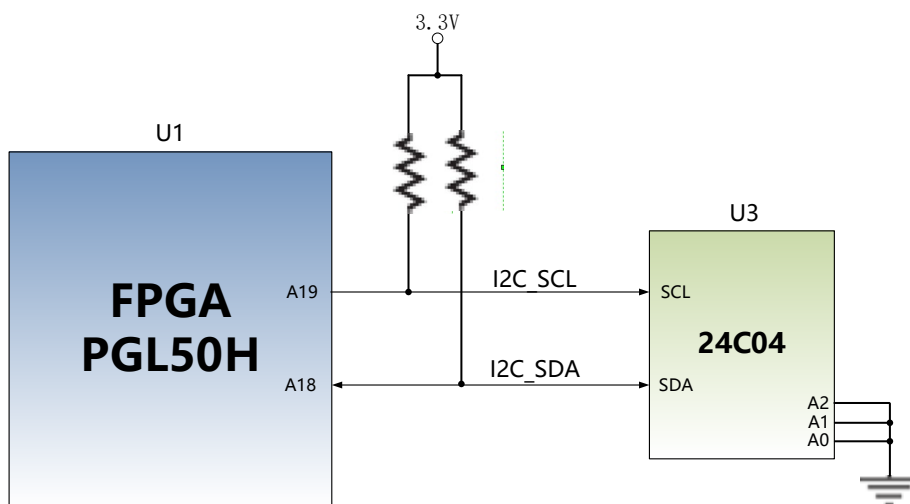 3.3V
U1
U3
FPGA
PGL50H
A19
I2C_SCL
SCL
24C04
A18
I2C_SDA
SDA
A2
A1
A0